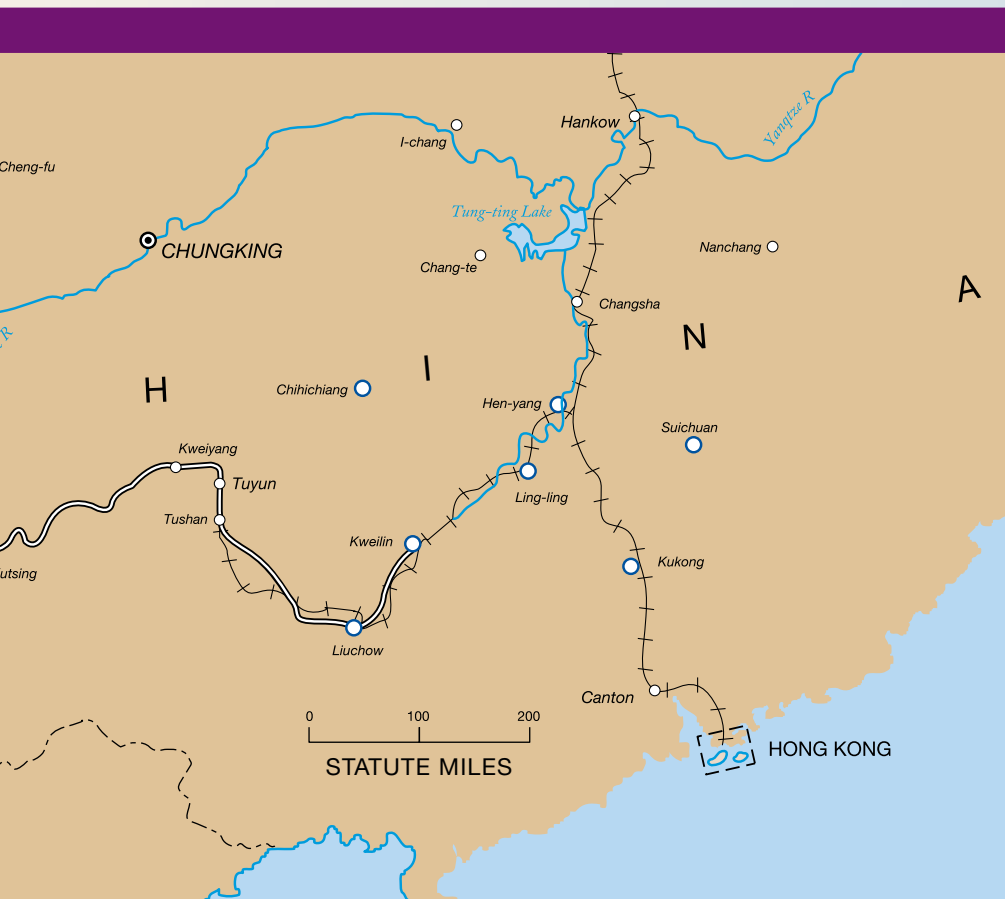 Hankow
Yanqtze R
I-chang
Cheng-fu
Tung-ting Lake
CHUNGKING
Nanchang
Chang-te
A
Changsha
R
N
I
H
Chihichiang
Hen-yang
Suichuan
Kweiyang
Tuyun
Ling-ling
Tushan
Kweilin
Kukong
utsing
Liuchow
Canton
0 100 200
STATUTE MILES
HONG KONG